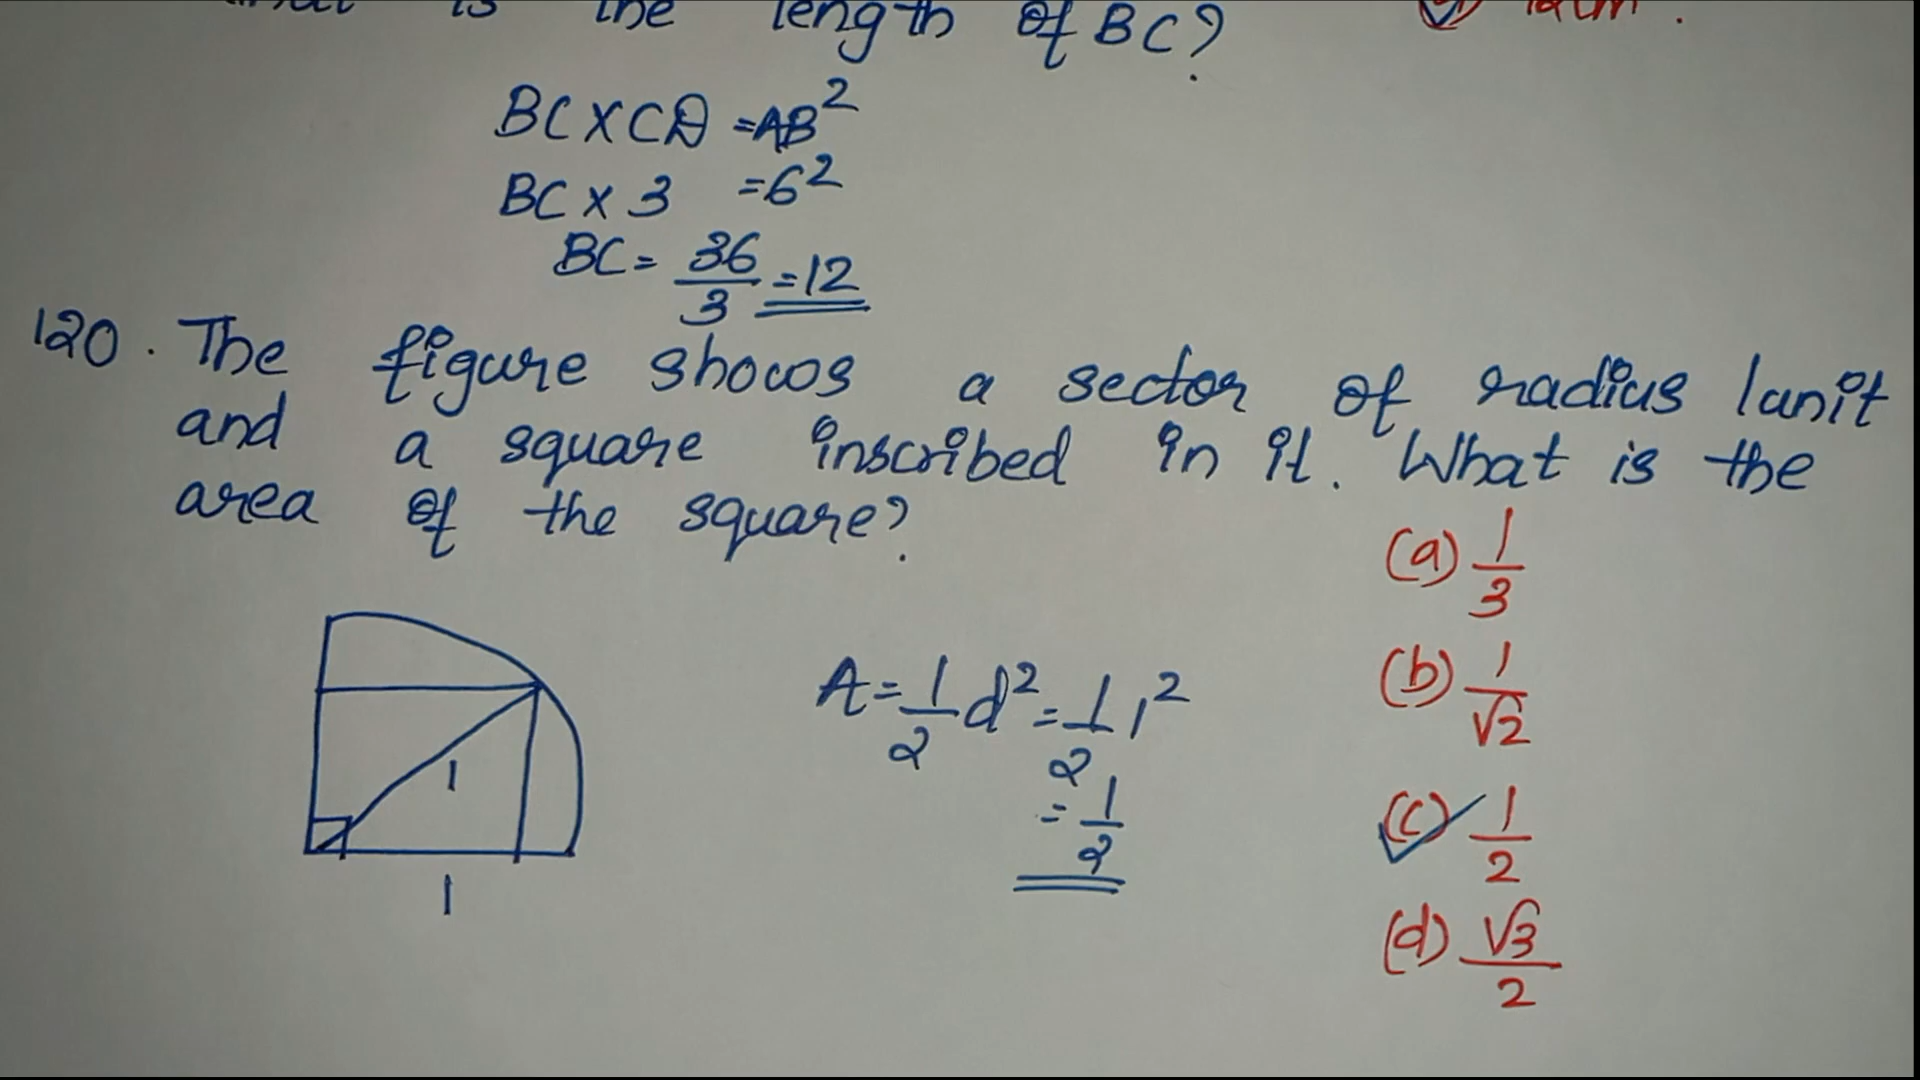 is the length of BC?
BC X CD = AB²
BC X 3 = 6²
BC = 36/3 = 12
120. The figure shows a sector of radius 1unit
and a square inscribed in it. What is the
area of the square?
(a) 1/3
(b) 1/√2
(c) 1/2
(d) √3/2
A = 1/2 d² = 1/2 1²
= 1/2
1
1